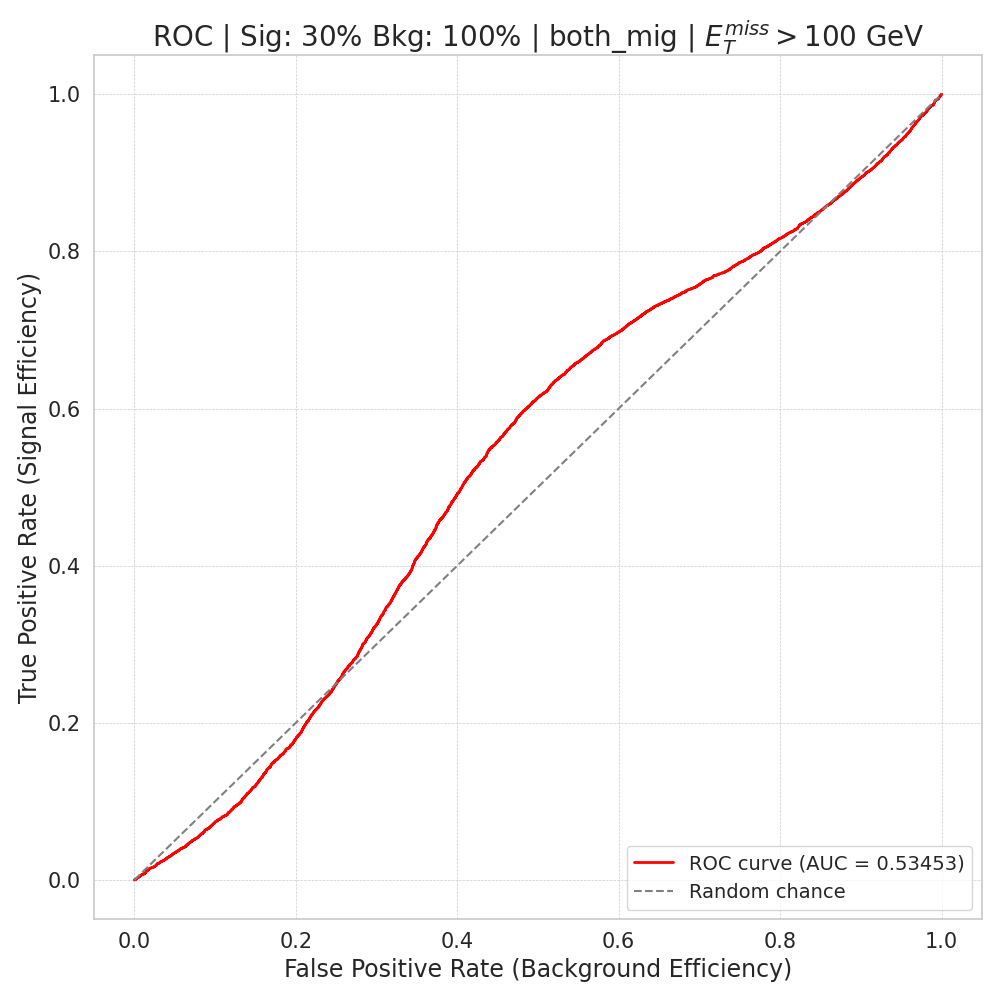 ROC | Sig: 30% Bkg: 100% | both_mig | $E_T^{miss} > 100$ GeV
1.0
0.8
0.6
0.4
0.2
0.0
True Positive Rate (Signal Efficiency)
ROC curve (AUC = 0.53453)
Random chance
0.0 0.2 0.4 0.6 0.8 1.0
False Positive Rate (Background Efficiency)